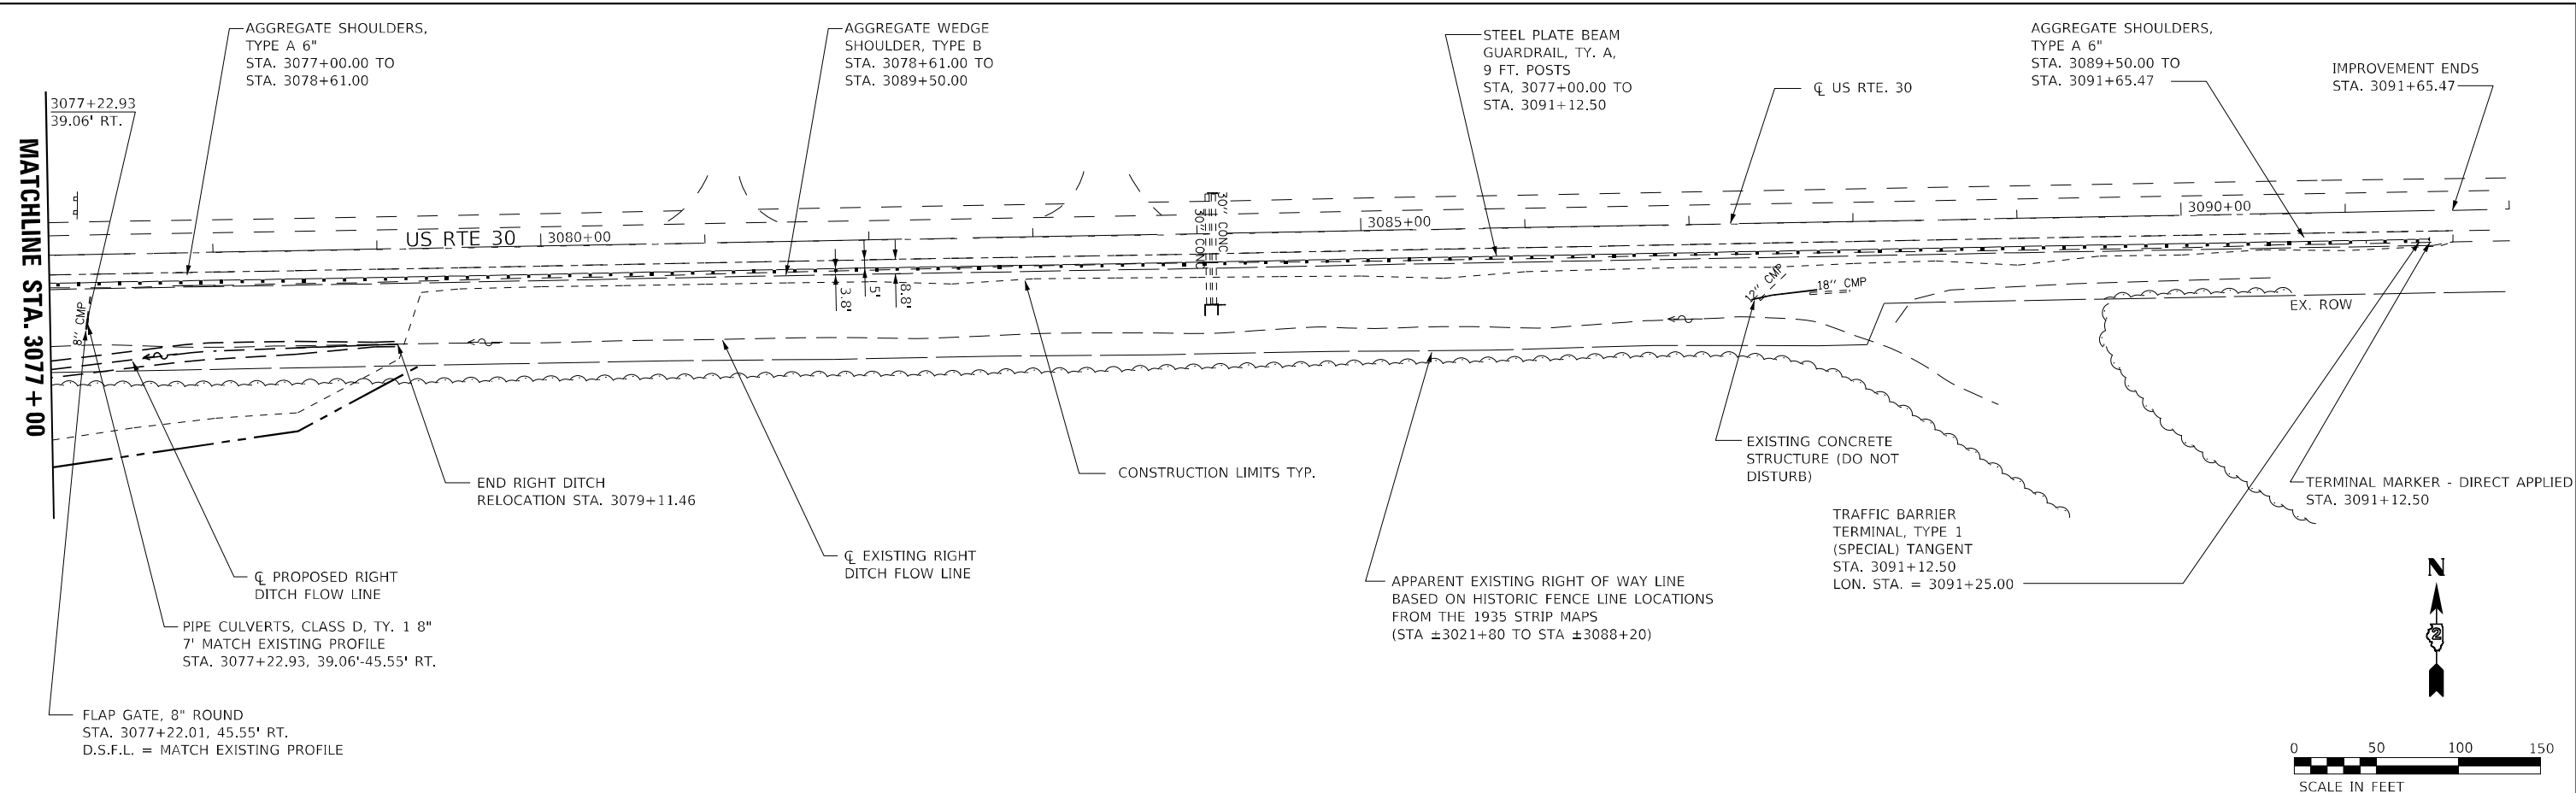 AGGREGATE SHOULDERS,
TYPE A 6"
STA. 3077+00.00 TO
STA. 3078+61.00
AGGREGATE WEDGE
SHOULDER, TYPE B
STA. 3078+61.00 TO
STA. 3089+50.00
STEEL PLATE BEAM
GUARDRAIL, TY. A,
9 FT. POSTS
STA, 3077+00.00 TO
STA. 3091+12.50
℄ US RTE. 30
AGGREGATE SHOULDERS,
TYPE A 6"
STA. 3089+50.00 TO
STA. 3091+65.47
IMPROVEMENT ENDS
STA. 3091+65.47
3077+22.93
39.06' RT.
MATCHLINE STA. 3077+00
US RTE 30
3080+00
3085+00
3090+00
30" CONC
30" CONC
3.8'
5'
8.8'
8" CMP
12" CMP
18" CMP
EX. ROW
EXISTING CONCRETE
STRUCTURE (DO NOT
DISTURB)
CONSTRUCTION LIMITS TYP.
END RIGHT DITCH
RELOCATION STA. 3079+11.46
TERMINAL MARKER - DIRECT APPLIED
STA. 3091+12.50
TRAFFIC BARRIER
TERMINAL, TYPE 1
(SPECIAL) TANGENT
STA. 3091+12.50
LON. STA. = 3091+25.00
℄ EXISTING RIGHT
DITCH FLOW LINE
℄ PROPOSED RIGHT
DITCH FLOW LINE
APPARENT EXISTING RIGHT OF WAY LINE
BASED ON HISTORIC FENCE LINE LOCATIONS
FROM THE 1935 STRIP MAPS
(STA ±3021+80 TO STA ±3088+20)
PIPE CULVERTS, CLASS D, TY. 1 8"
7' MATCH EXISTING PROFILE
STA. 3077+22.93, 39.06'-45.55' RT.
FLAP GATE, 8" ROUND
STA. 3077+22.01, 45.55' RT.
D.S.F.L. = MATCH EXISTING PROFILE
N
2
0 50 100 150
SCALE IN FEET